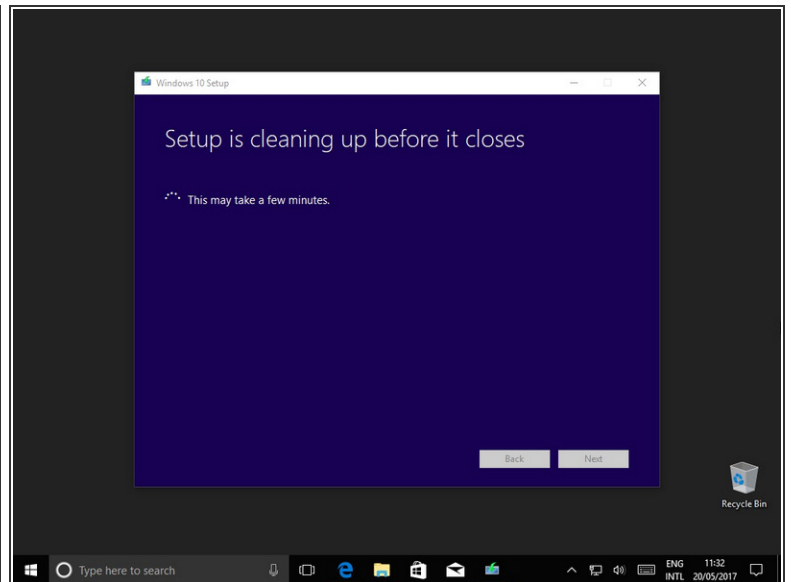 Windows 10 Setup
Setup is cleaning up before it closes
This may take a few minutes.
Back Next
Recycle Bin
Type here to search
ENG 11:32
INTL 20/05/2017